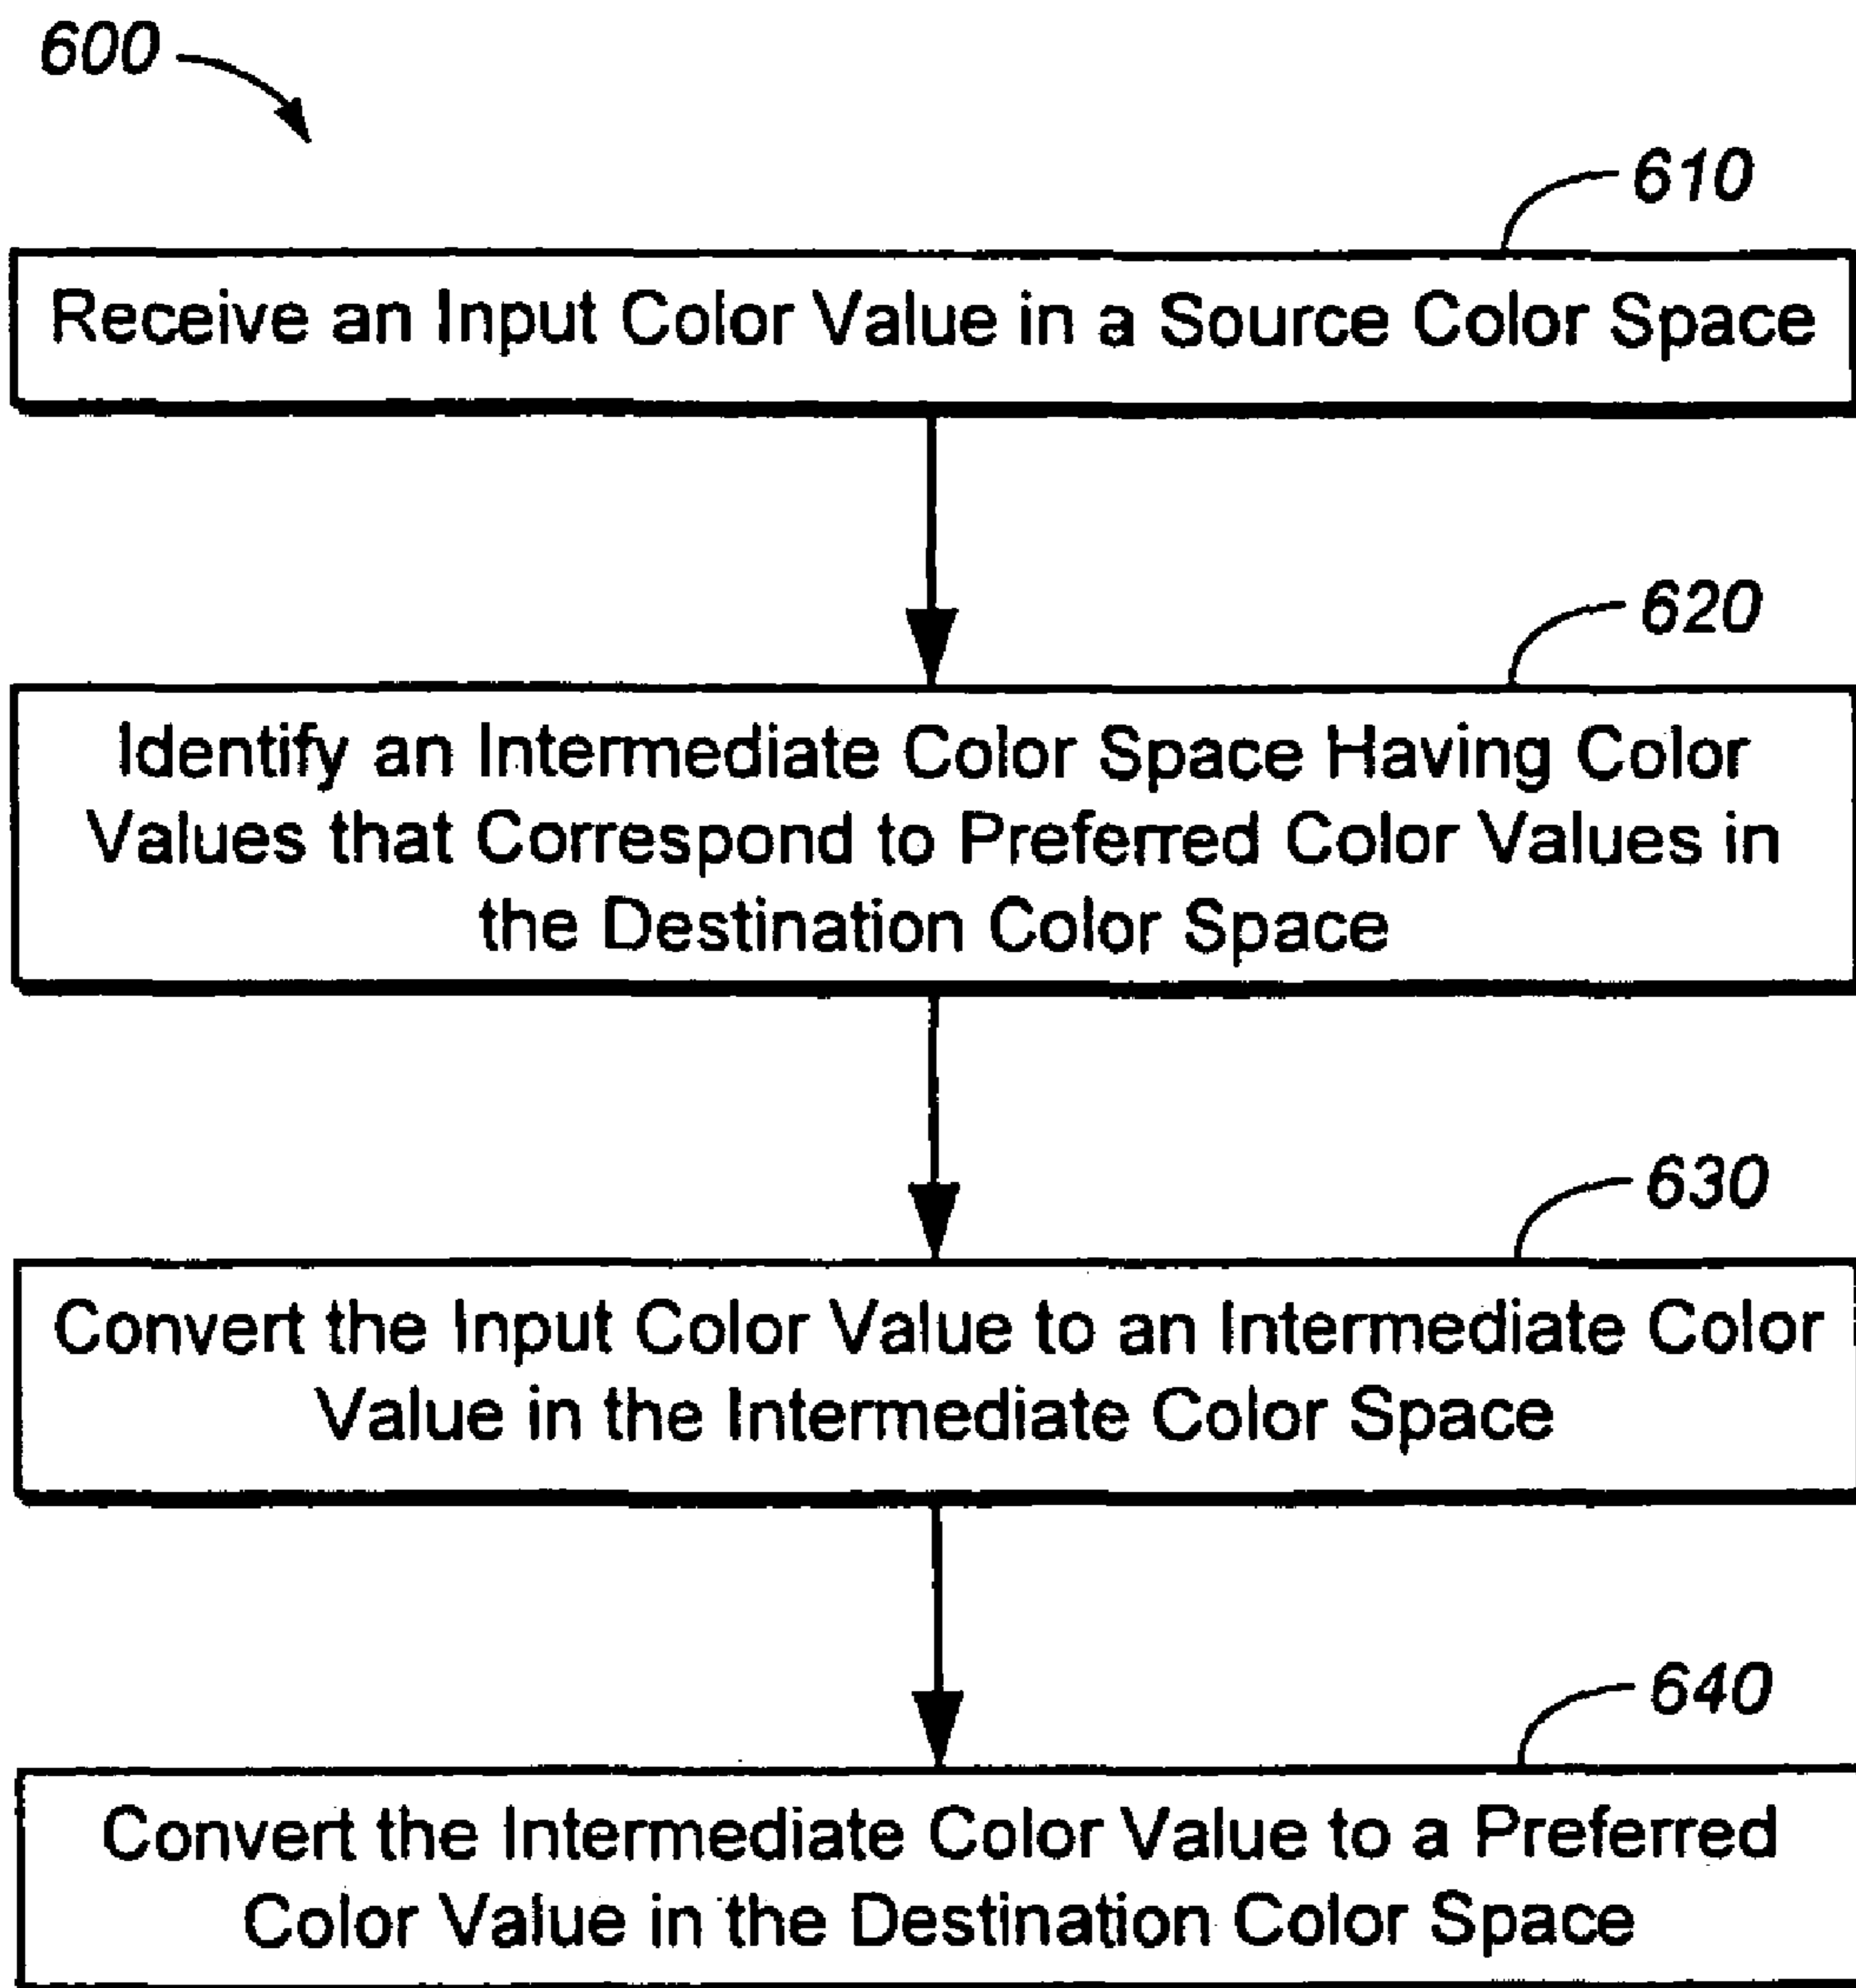 600
610
Receive an Input Color Value in a Source Color Space
620
Identify an Intermediate Color Space Having Color
Values that Correspond to Preferred Color Values in
the Destination Color Space
630
Convert the Input Color Value to an Intermediate Color
Value in the Intermediate Color Space
640
Convert the Intermediate Color Value to a Preferred
Color Value in the Destination Color Space